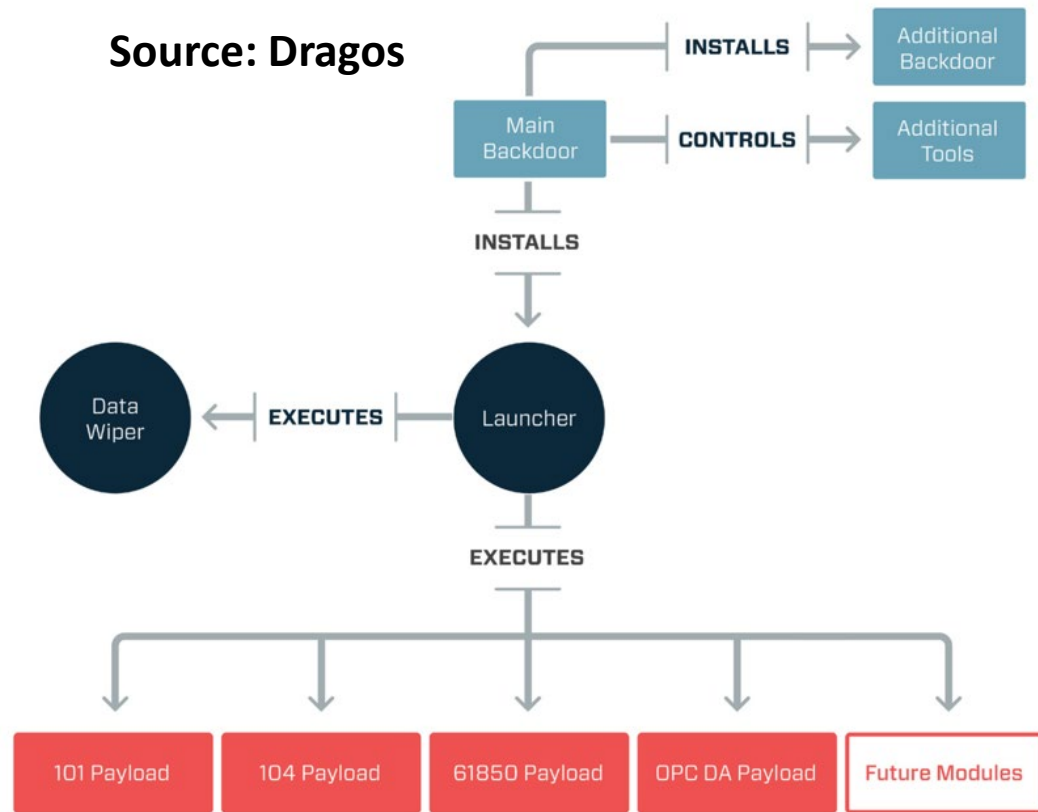 Source: Dragos
INSTALLS
Additional
Backdoor
Main
Backdoor
CONTROLS
Additional
Tools
INSTALLS
Data
Wiper
EXECUTES
Launcher
EXECUTES
101 Payload
104 Payload
61850 Payload
OPC DA Payload
Future Modules